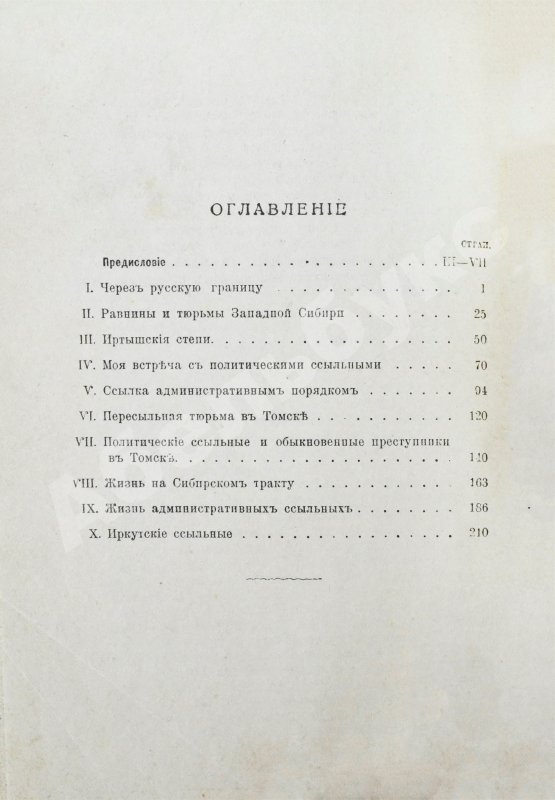 ОГЛАВЛЕНІЕ
СТРАН.
Предисловіе . . . . . . . . . . . . . . . . . . III—VII
I. Черезъ русскую границу . . . . . . . . . . . . . 1
II. Равнины и тюрьмы Западной Сибири . . . . . . . . 25
III. Иртышскія степи. . . . . . . . . . . . . . . . . 50
IV. Моя встрѣча съ политическими ссыльными . . . . . 70
V. Ссылка административнымъ порядкомъ . . . . . . . 94
VI. Пересыльная тюрьма въ Томскѣ . . . . . . . . . . 120
VII. Политическіе ссыльные и обыкновенные преступники
въ Томскѣ. . . . . . . . . . . . . . . . . . . 140
VIII. Жизнь на Сибирскомъ тракту . . . . . . . . . . . 163
IX. Жизнь административныхъ ссыльныхъ . . . . . . . . 186
X. Иркутскіе ссыльные . . . . . . . . . . . . . . . 210